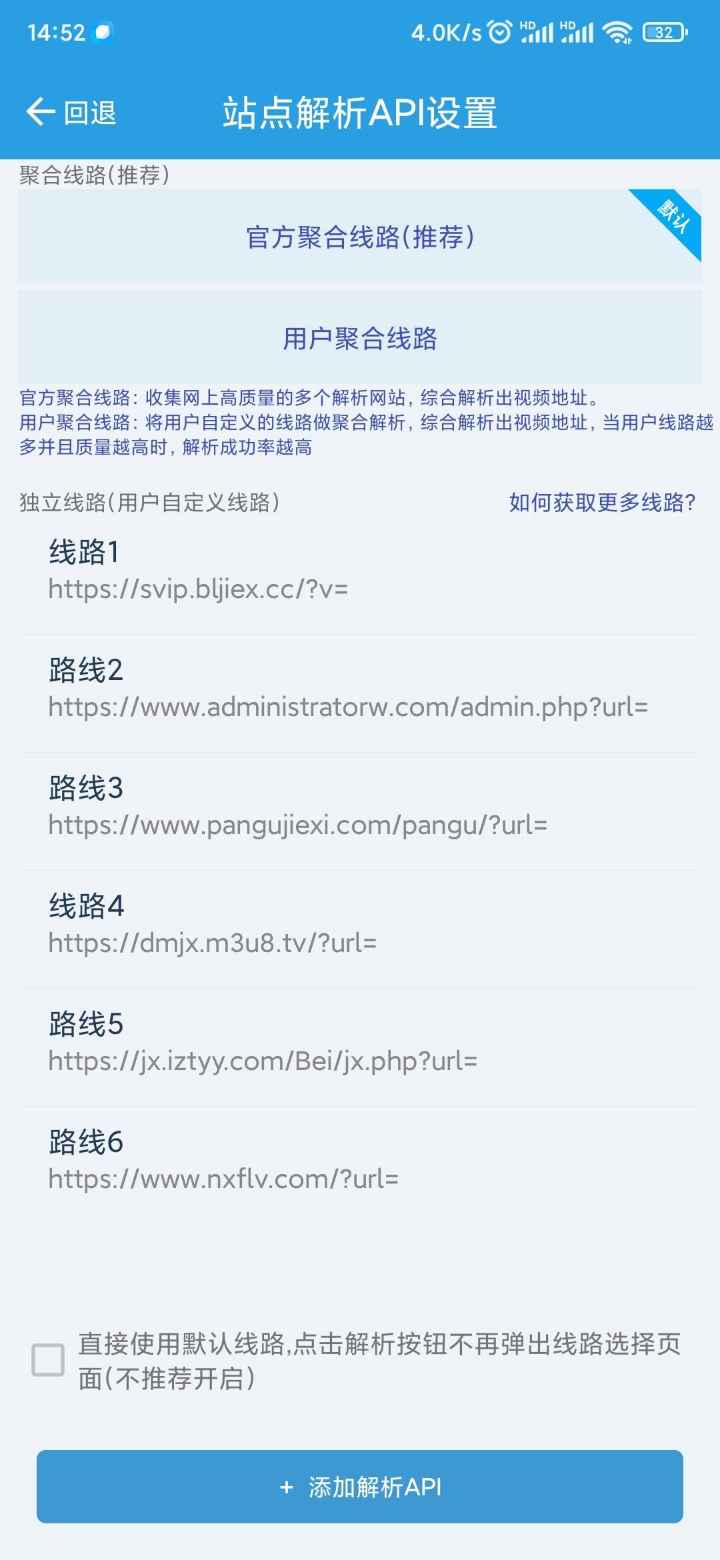 14:52 4.0K/s HD HD 32
回退 站点解析API设置
聚合线路(推荐)
官方聚合线路(推荐)
默认
用户聚合线路
官方聚合线路: 收集网上高质量的多个解析网站, 综合解析出视频地址。
用户聚合线路: 将用户自定义的线路做聚合解析, 综合解析出视频地址, 当用户线路越
多并且质量越高时, 解析成功率越高
独立线路(用户自定义线路) 如何获取更多线路?
线路1
https://svip.bljiex.cc/?v=
路线2
https://www.administratorw.com/admin.php?url=
路线3
https://www.pangujiexi.com/pangu/?url=
线路4
https://dmjx.m3u8.tv/?url=
路线5
https://jx.iztyy.com/Bei/jx.php?url=
路线6
https://www.nxflv.com/?url=
直接使用默认线路,点击解析按钮不再弹出线路选择页
面(不推荐开启)
+ 添加解析API